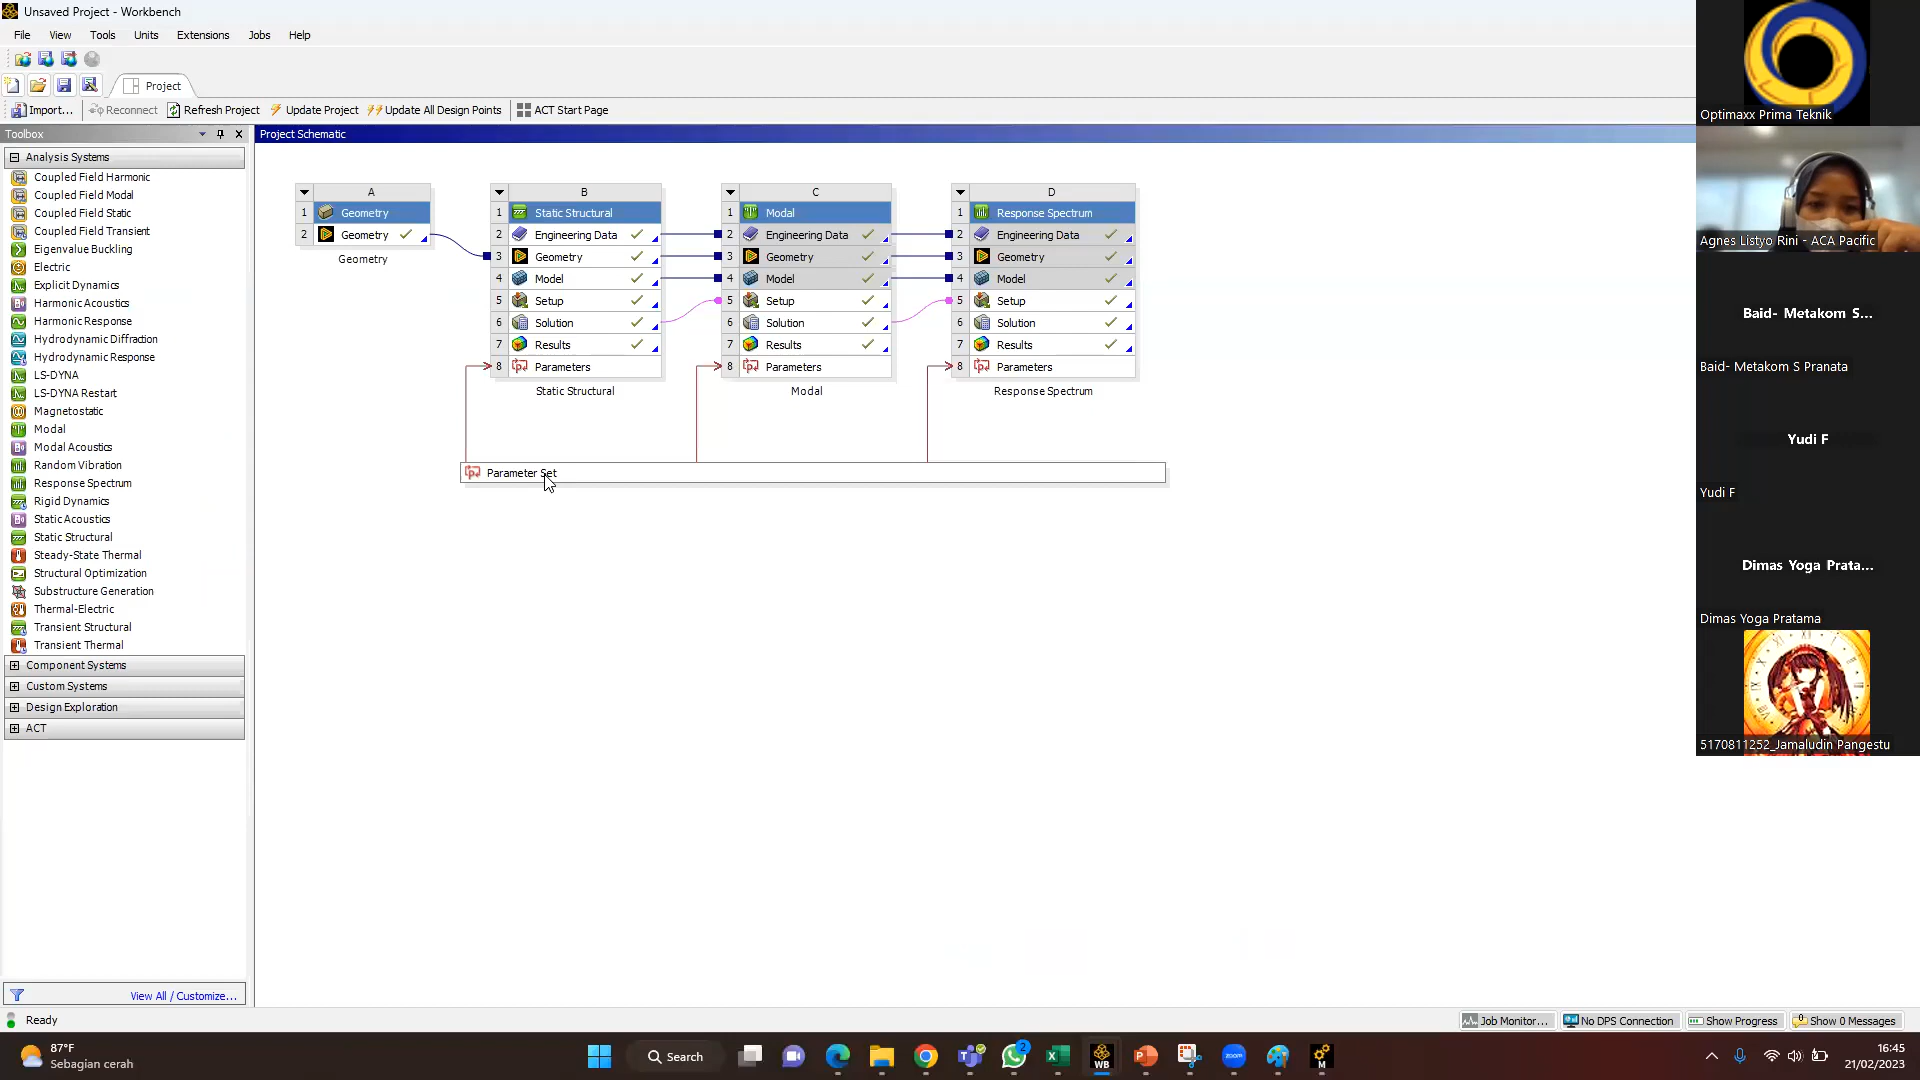 Unsaved Project - Workbench
File View Tools Units Extensions Jobs Help
Project
Import... Reconnect Refresh Project Update Project Update All Design Points ACT Start Page
Toolbox
Analysis Systems
Coupled Field Harmonic
Coupled Field Modal
Coupled Field Static
Coupled Field Transient
Eigenvalue Buckling
Electric
Explicit Dynamics
Harmonic Acoustics
Harmonic Response
Hydrodynamic Diffraction
Hydrodynamic Response
LS-DYNA
LS-DYNA Restart
Magnetostatic
Modal
Modal Acoustics
Random Vibration
Response Spectrum
Rigid Dynamics
Static Acoustics
Static Structural
Steady-State Thermal
Structural Optimization
Substructure Generation
Thermal-Electric
Transient Structural
Transient Thermal
Component Systems
Custom Systems
Design Exploration
ACT
View All / Customize...
Project Schematic
A
1 Geometry
2 Geometry
Geometry
B
1 Static Structural
2 Engineering Data
3 Geometry
4 Model
5 Setup
6 Solution
7 Results
8 Parameters
Static Structural
C
1 Modal
2 Engineering Data
3 Geometry
4 Model
5 Setup
6 Solution
7 Results
8 Parameters
Modal
D
1 Response Spectrum
2 Engineering Data
3 Geometry
4 Model
5 Setup
6 Solution
7 Results
8 Parameters
Response Spectrum
Parameter Set
Optimaxx Prima Teknik
Agnes Listyo Rini - ACA Pacific
Baid- Metakom S...
Baid- Metakom S Pranata
Yudi F
Yudi F
Dimas Yoga Prata...
Dimas Yoga Pratama
5170811252_Jamaludin Pangestu
Ready
Job Monitor... No DPS Connection Show Progress Show 0 Messages
87°F
Sebagian cerah
Search
2
WB
zoom
M
16:45
21/02/2023